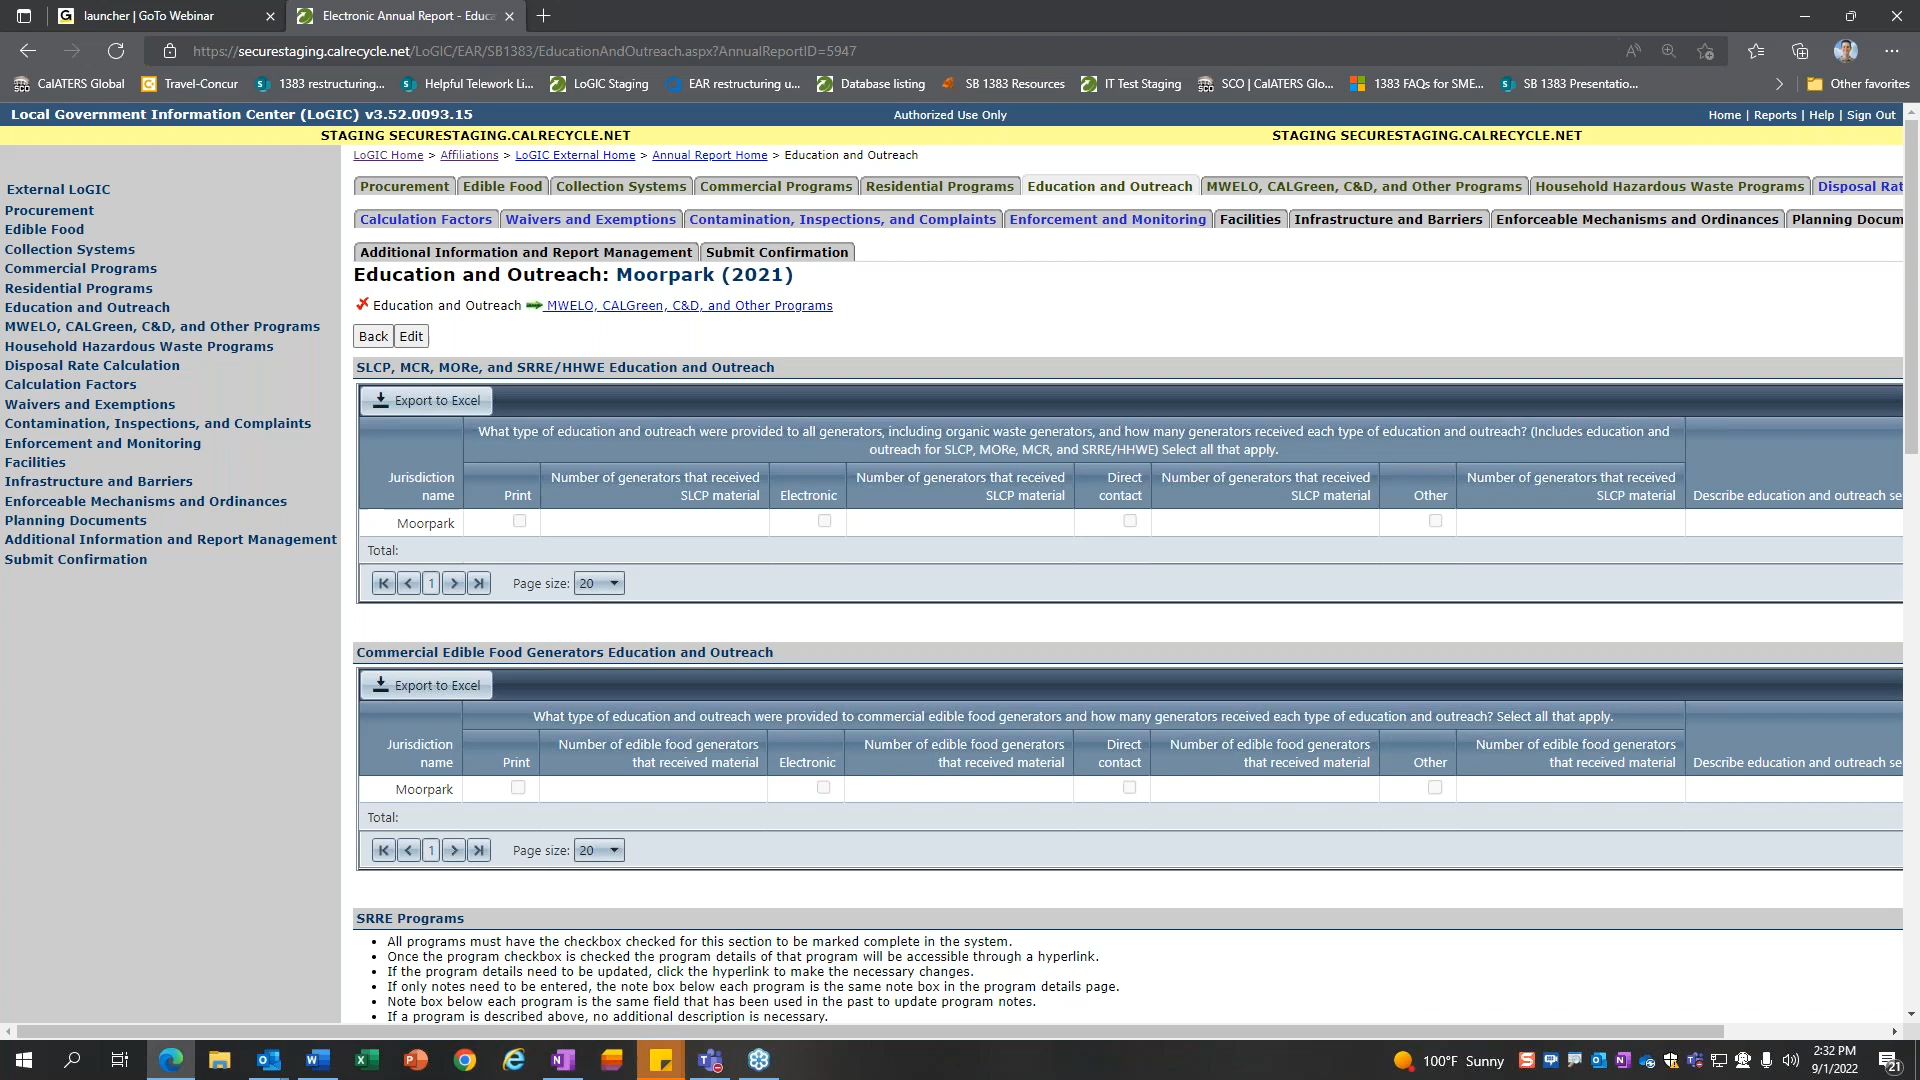 launcher | GoTo Webinar
Electronic Annual Report - Educa
https://securestaging.calrecycle.net/LoGIC/EAR/SB1383/EducationAndOutreach.aspx?AnnualReportID=5947
CalATERS Global
Travel-Concur
1383 restructuring...
Helpful Telework Li...
LoGIC Staging
EAR restructuring u...
Database listing
SB 1383 Resources
IT Test Staging
SCO | CalATERS Glo...
1383 FAQs for SME...
SB 1383 Presentatio...
Other favorites
Local Government Information Center (LoGIC) v3.52.0093.15
Authorized Use Only
Home | Reports | Help | Sign Out
STAGING SECURESTAGING.CALRECYCLE.NET
STAGING SECURESTAGING.CALRECYCLE.NET
LoGIC Home > Affiliations > LoGIC External Home > Annual Report Home > Education and Outreach
External LoGIC
Procurement
Edible Food
Collection Systems
Commercial Programs
Residential Programs
Education and Outreach
MWELO, CALGreen, C&D, and Other Programs
Household Hazardous Waste Programs
Disposal Rate Calculation
Calculation Factors
Waivers and Exemptions
Contamination, Inspections, and Complaints
Enforcement and Monitoring
Facilities
Infrastructure and Barriers
Enforceable Mechanisms and Ordinances
Planning Documents
Additional Information and Report Management
Submit Confirmation
Procurement
Edible Food
Collection Systems
Commercial Programs
Residential Programs
Education and Outreach
MWELO, CALGreen, C&D, and Other Programs
Household Hazardous Waste Programs
Disposal Rat
Calculation Factors
Waivers and Exemptions
Contamination, Inspections, and Complaints
Enforcement and Monitoring
Facilities
Infrastructure and Barriers
Enforceable Mechanisms and Ordinances
Planning Docum
Additional Information and Report Management
Submit Confirmation
Education and Outreach: Moorpark (2021)
Education and Outreach MWELO, CALGreen, C&D, and Other Programs
Back
Edit
SLCP, MCR, MORe, and SRRE/HHWE Education and Outreach
Export to Excel
What type of education and outreach were provided to all generators, including organic waste generators, and how many generators received each type of education and outreach? (Includes education and
outreach for SLCP, MORe, MCR, and SRRE/HHWE) Select all that apply.
Jurisdiction
name
Print
Number of generators that received
SLCP material
Electronic
Number of generators that received
SLCP material
Direct
contact
Number of generators that received
SLCP material
Other
Number of generators that received
SLCP material
Describe education and outreach se
Moorpark
Total:
1
Page size: 20
Commercial Edible Food Generators Education and Outreach
Export to Excel
What type of education and outreach were provided to commercial edible food generators and how many generators received each type of education and outreach? Select all that apply.
Jurisdiction
name
Print
Number of edible food generators
that received material
Electronic
Number of edible food generators
that received material
Direct
contact
Number of edible food generators
that received material
Other
Number of edible food generators
that received material
Describe education and outreach se
Moorpark
Total:
1
Page size: 20
SRRE Programs
All programs must have the checkbox checked for this section to be marked complete in the system.
Once the program checkbox is checked the program details of that program will be accessible through a hyperlink.
If the program details need to be updated, click the hyperlink to make the necessary changes.
If only notes need to be entered, the note box below each program is the same note box in the program details page.
Note box below each program is the same field that has been used in the past to update program notes.
If a program is described above, no additional description is necessary.
100°F Sunny
2:32 PM
9/1/2022
21